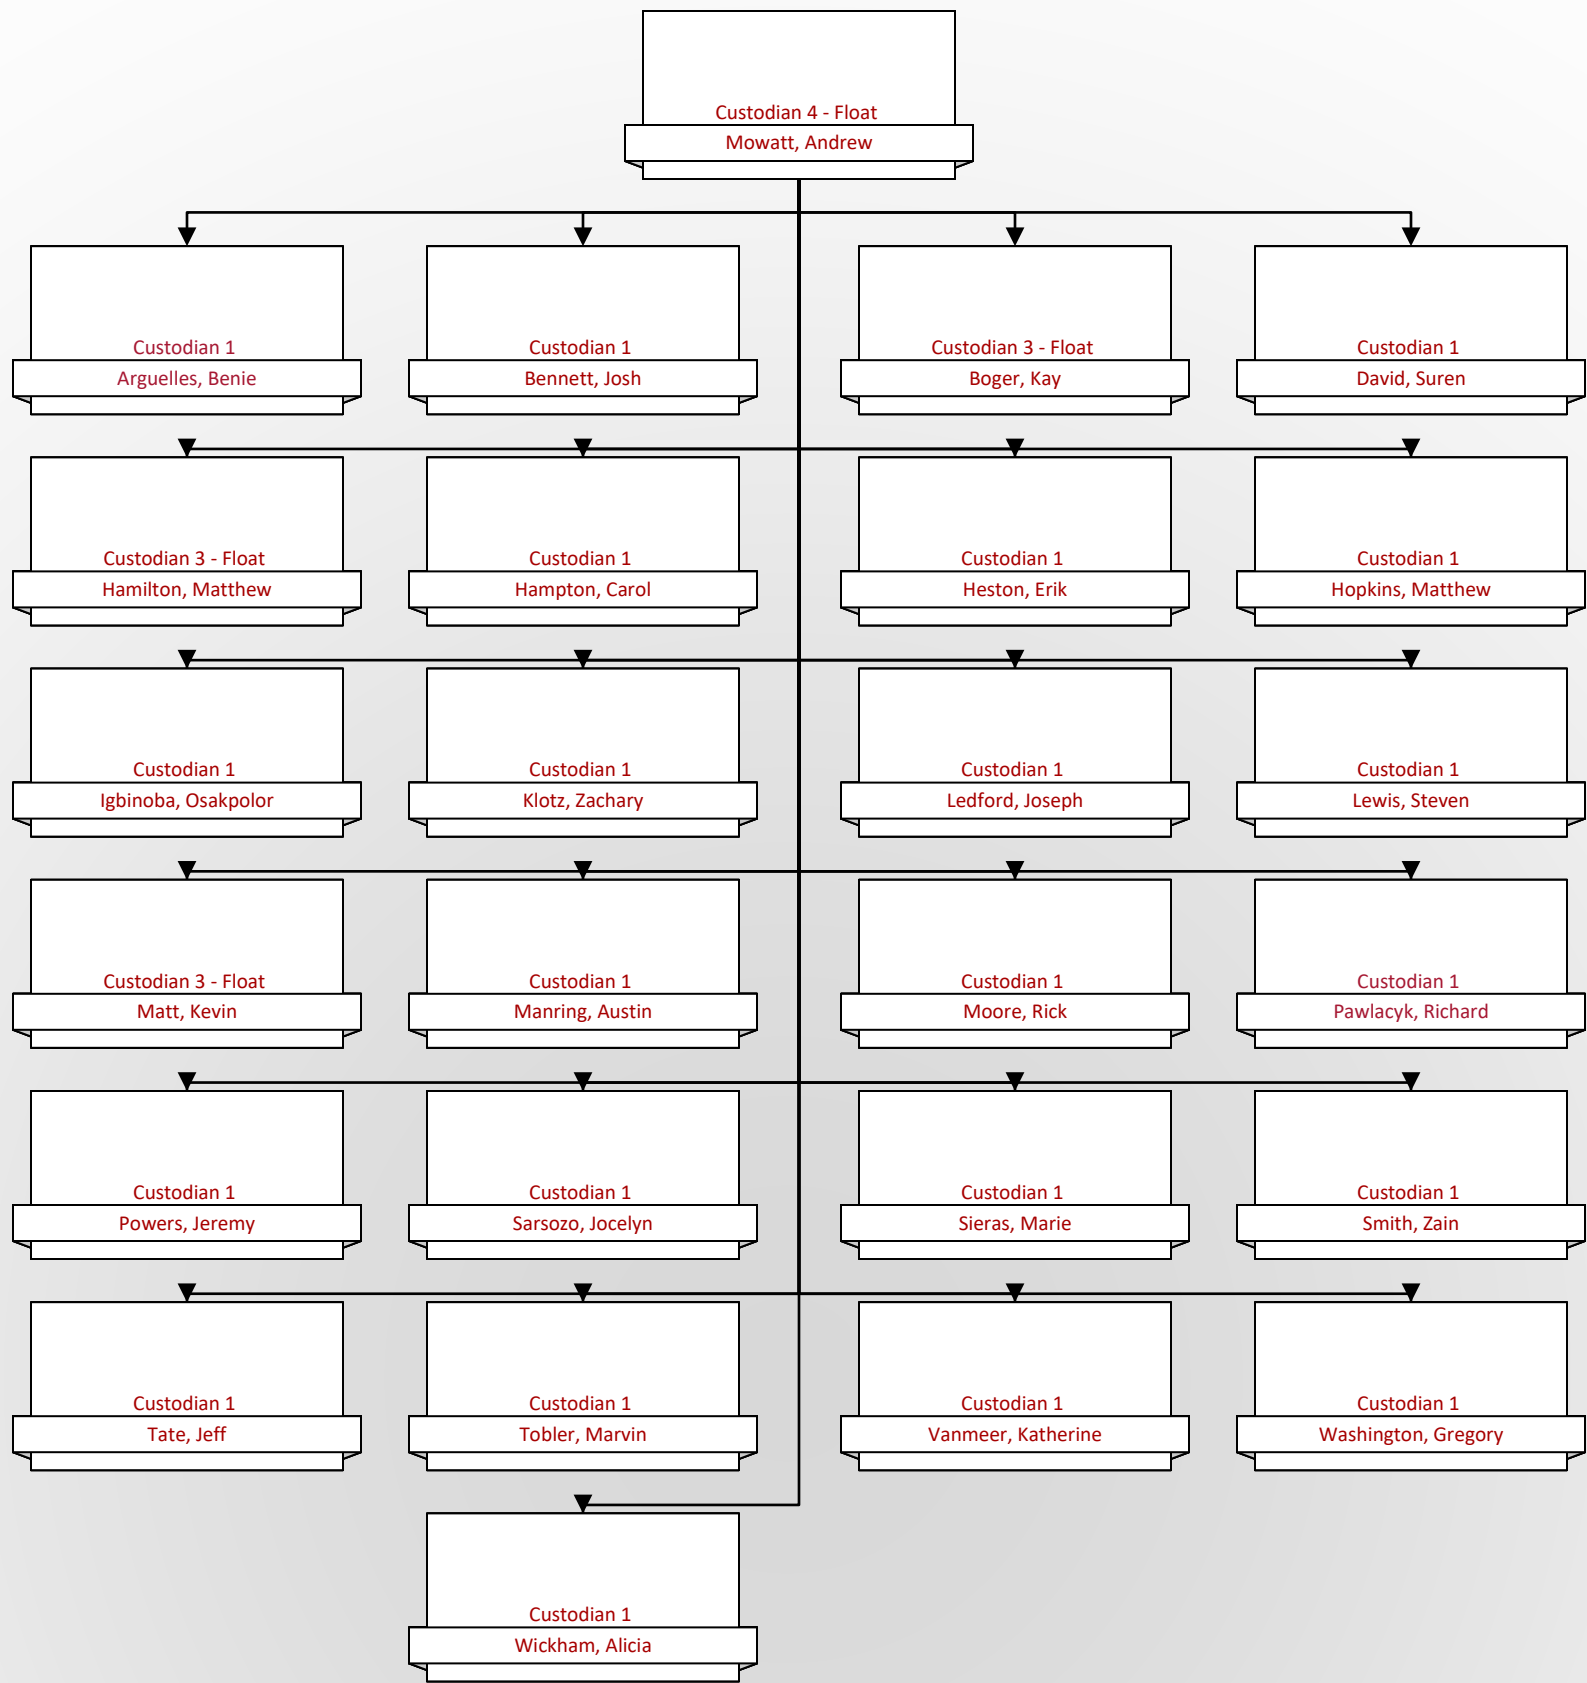 Custodian 4 - Float
Mowatt, Andrew
Custodian 1
Arguelles, Benie
Custodian 1
Bennett, Josh
Custodian 3 - Float
Boger, Kay
Custodian 1
David, Suren
Custodian 3 - Float
Hamilton, Matthew
Custodian 1
Hampton, Carol
Custodian 1
Heston, Erik
Custodian 1
Hopkins, Matthew
Custodian 1
Igbinoba, Osakpolor
Custodian 1
Klotz, Zachary
Custodian 1
Ledford, Joseph
Custodian 1
Lewis, Steven
Custodian 3 - Float
Matt, Kevin
Custodian 1
Manring, Austin
Custodian 1
Moore, Rick
Custodian 1
Pawlacyk, Richard
Custodian 1
Powers, Jeremy
Custodian 1
Sarsozo, Jocelyn
Custodian 1
Sieras, Marie
Custodian 1
Smith, Zain
Custodian 1
Tate, Jeff
Custodian 1
Tobler, Marvin
Custodian 1
Vanmeer, Katherine
Custodian 1
Washington, Gregory
Custodian 1
Wickham, Alicia